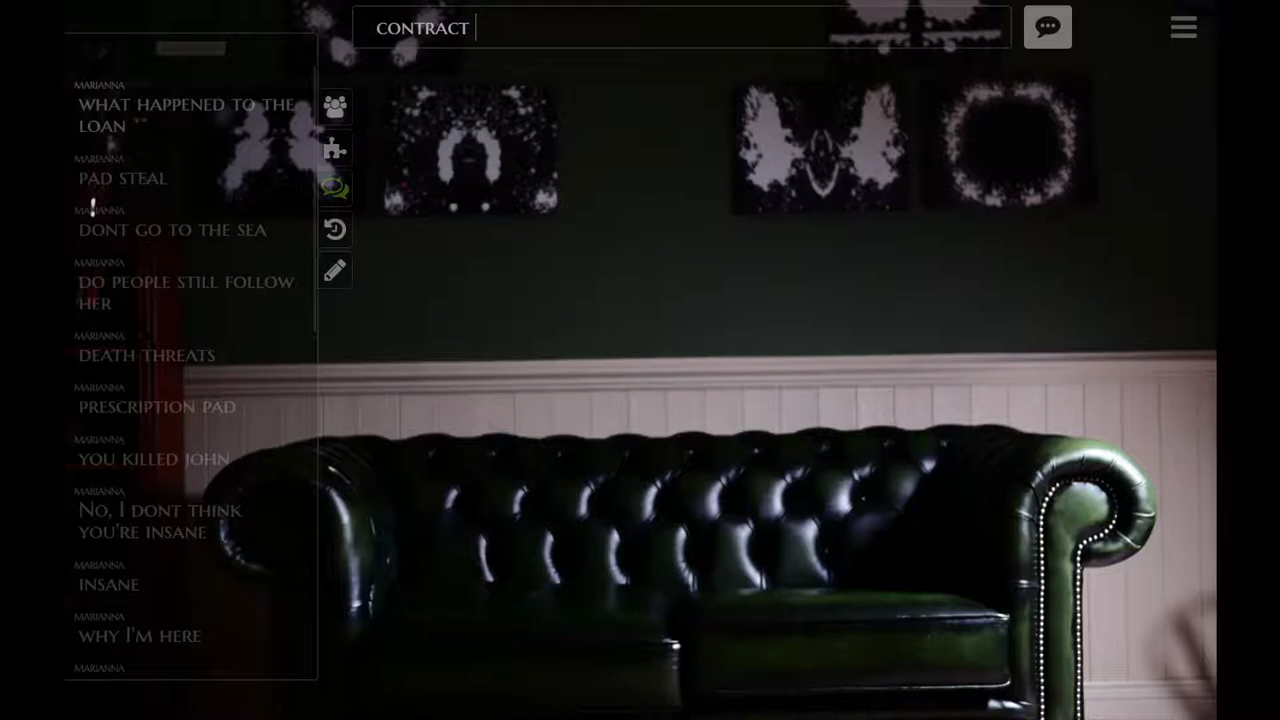 CONTRACT
MARIANNA
WHAT HAPPENED TO THE
LOAN **
MARIANNA
PAD STEAL
MARIANNA
DONT GO TO THE SEA
MARIANNA
DO PEOPLE STILL FOLLOW
HER
MARIANNA
DEATH THREATS
MARIANNA
PRESCRIPTION PAD
MARIANNA
YOU KILLED JOHN
MARIANNA
NO, I DONT THINK
YOU'RE INSANE
MARIANNA
INSANE
MARIANNA
WHY I'M HERE
MARIANNA